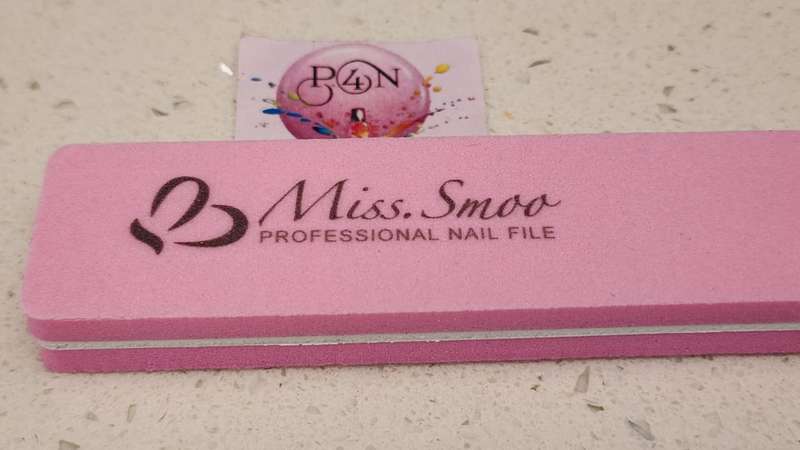 P4N
Miss. Smoo
PROFESSIONAL NAIL FILE